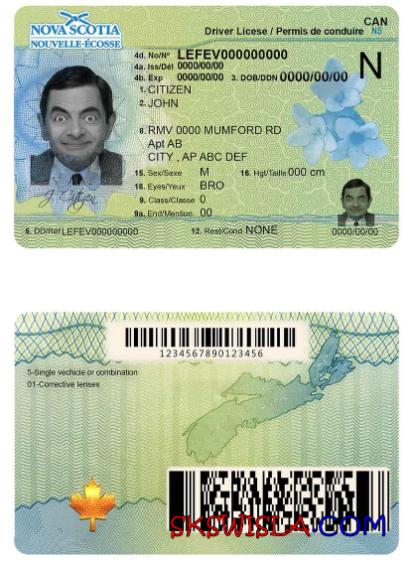 NOVA SCOTIA
NOUVELLE-ÉCOSSE
CAN
Driver Licese / Permis de conduire NS
4d. No/N° LEFEV000000000
4a. Iss/Dél 0000/00/00
4b. Exp 0000/00/00 3. DOB/DDN 0000/00/00
N
1. CITIZEN
2. JOHN
8. RMV 0000 MUMFORD RD
Apt AB
CITY , AP ABC DEF
15. Sex/Sexe M 16. Hgt/Taille 000 cm
18. Eyes/Yeux BRO
9. Class/Classe 0
9a. End/Mention 00
J. Citizen
5. DD/Réf LEFEV000000000 12. Rest/Cond NONE 0000/00/00
1234567890123456
5-Single vechicle or combination
01-Corrective lenses
SKSWISLA.COM